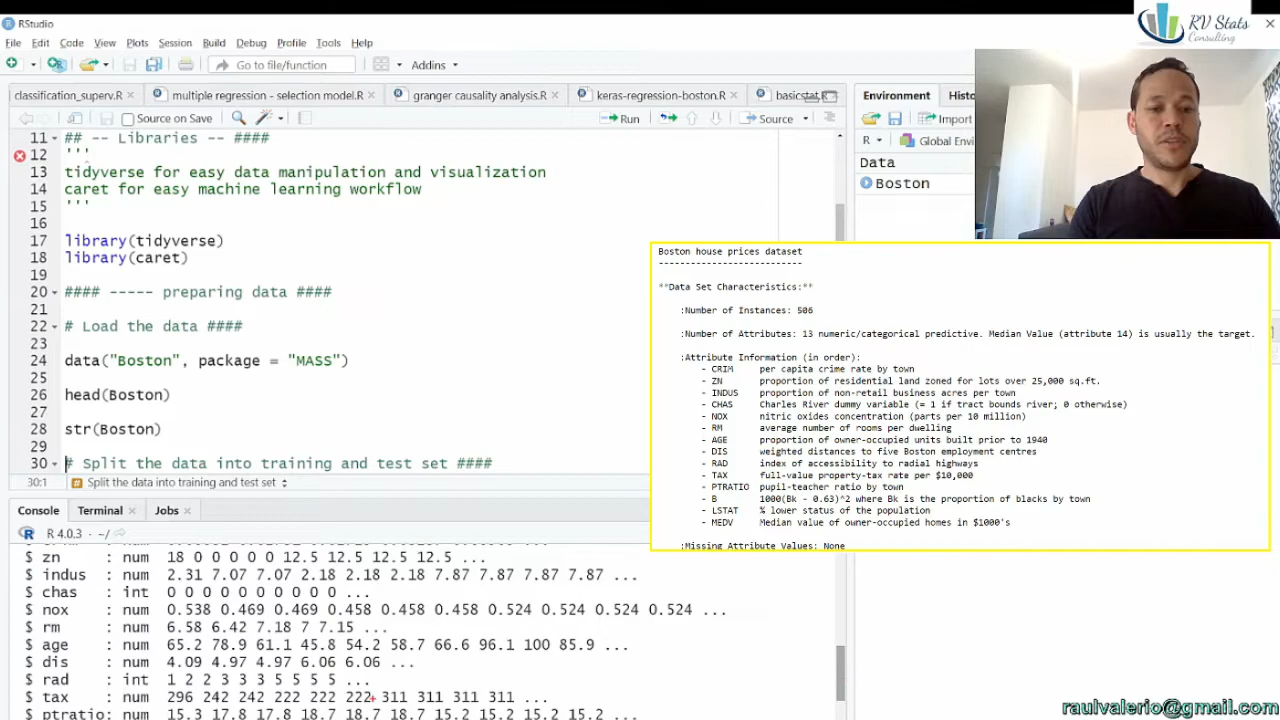 RStudio
RV Stats
Consulting
File Edit Code View Plots Session Build Debug Profile Tools Help
Go to file/function
Addins
classification_superv.R
multiple regression - selection model.R
granger causality analysis.R
keras-regression-boston.R
basicstat
Environment
Histo
Source on Save
Run
Source
Import
R
Global Envi
Data
Boston
11 ## -- Libraries -- ####
12 '''
13 tidyverse for easy data manipulation and visualization
14 caret for easy machine learning workflow
15 '''
16
17 library(tidyverse)
18 library(caret)
19
20 #### ----- preparing data ####
21
22 # Load the data ####
23
24 data("Boston", package = "MASS")
25
26 head(Boston)
27
28 str(Boston)
29
30 # Split the data into training and test set ####
30:1 # Split the data into training and test set
Boston house prices dataset
---------------------------
**Data Set Characteristics:**
:Number of Instances: 506
:Number of Attributes: 13 numeric/categorical predictive. Median Value (attribute 14) is usually the target.
:Attribute Information (in order):
- CRIM per capita crime rate by town
- ZN proportion of residential land zoned for lots over 25,000 sq.ft.
- INDUS proportion of non-retail business acres per town
- CHAS Charles River dummy variable (= 1 if tract bounds river; 0 otherwise)
- NOX nitric oxides concentration (parts per 10 million)
- RM average number of rooms per dwelling
- AGE proportion of owner-occupied units built prior to 1940
- DIS weighted distances to five Boston employment centres
- RAD index of accessibility to radial highways
- TAX full-value property-tax rate per $10,000
- PTRATIO pupil-teacher ratio by town
- B 1000(Bk - 0.63)^2 where Bk is the proportion of blacks by town
- LSTAT % lower status of the population
- MEDV Median value of owner-occupied homes in $1000's
:Missing Attribute Values: None
Console Terminal Jobs
R 4.0.3 · ~/
$ zn : num 18 0 0 0 0 0 12.5 12.5 12.5 12.5 ...
$ indus : num 2.31 7.07 7.07 2.18 2.18 2.18 7.87 7.87 7.87 7.87 ...
$ chas : int 0 0 0 0 0 0 0 0 0 0 ...
$ nox : num 0.538 0.469 0.469 0.458 0.458 0.458 0.524 0.524 0.524 0.524 ...
$ rm : num 6.58 6.42 7.18 7 7.15 ...
$ age : num 65.2 78.9 61.1 45.8 54.2 58.7 66.6 96.1 100 85.9 ...
$ dis : num 4.09 4.97 4.97 6.06 6.06 ...
$ rad : int 1 2 2 3 3 3 5 5 5 5 ...
$ tax : num 296 242 242 222 222 222 311 311 311 311 ...
$ ptratio: num 15.3 17.8 17.8 18.7 18.7 18.7 15.2 15.2 15.2 15.2 ...
raulvalerio@gmail.com